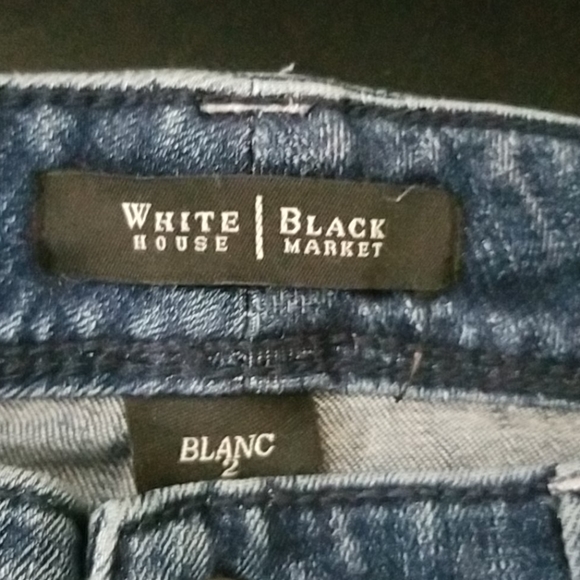 WHITE | BLACK
HOUSE | MARKET
BLANC
2